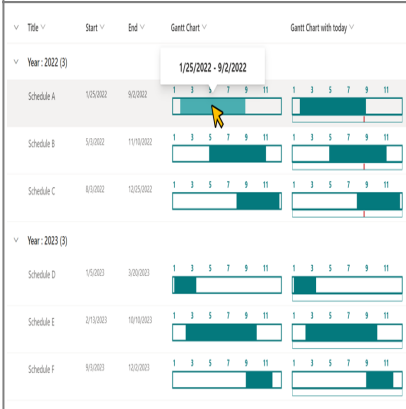 Title Start End Gantt Chart Gantt Chart with today
Year : 2022 (3)
1/25/2022 - 9/2/2022
Schedule A 1/25/2022 9/2/2022 1 3 5 7 9 11 1 3 5 7 9 11
Schedule B 5/3/2022 11/10/2022 1 3 5 7 9 11 1 3 5 7 9 11
Schedule C 8/3/2022 12/25/2022 1 3 5 7 9 11 1 3 5 7 9 11
Year : 2023 (3)
Schedule D 1/5/2023 3/20/2023 1 3 5 7 9 11 1 3 5 7 9 11
Schedule E 2/13/2023 10/10/2023 1 3 5 7 9 11 1 3 5 7 9 11
Schedule F 9/3/2023 12/2/2023 1 3 5 7 9 11 1 3 5 7 9 11